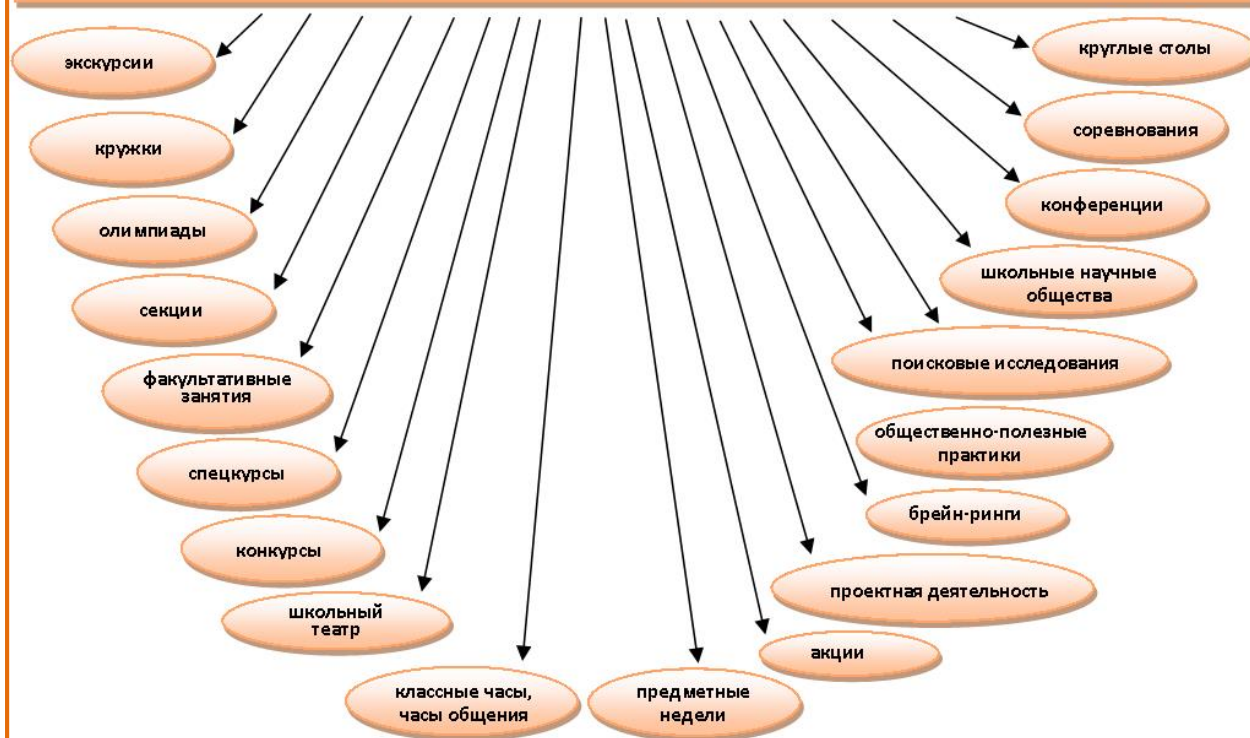 экскурсии
кружки
олимпиады
секции
факультативные
занятия
спецкурсы
конкурсы
школьный
театр
классные часы,
часы общения
предметные
недели
акции
проектная деятельность
брейн-ринги
общественно-полезные
практики
поисковые исследования
школьные научные
общества
конференции
соревнования
круглые столы